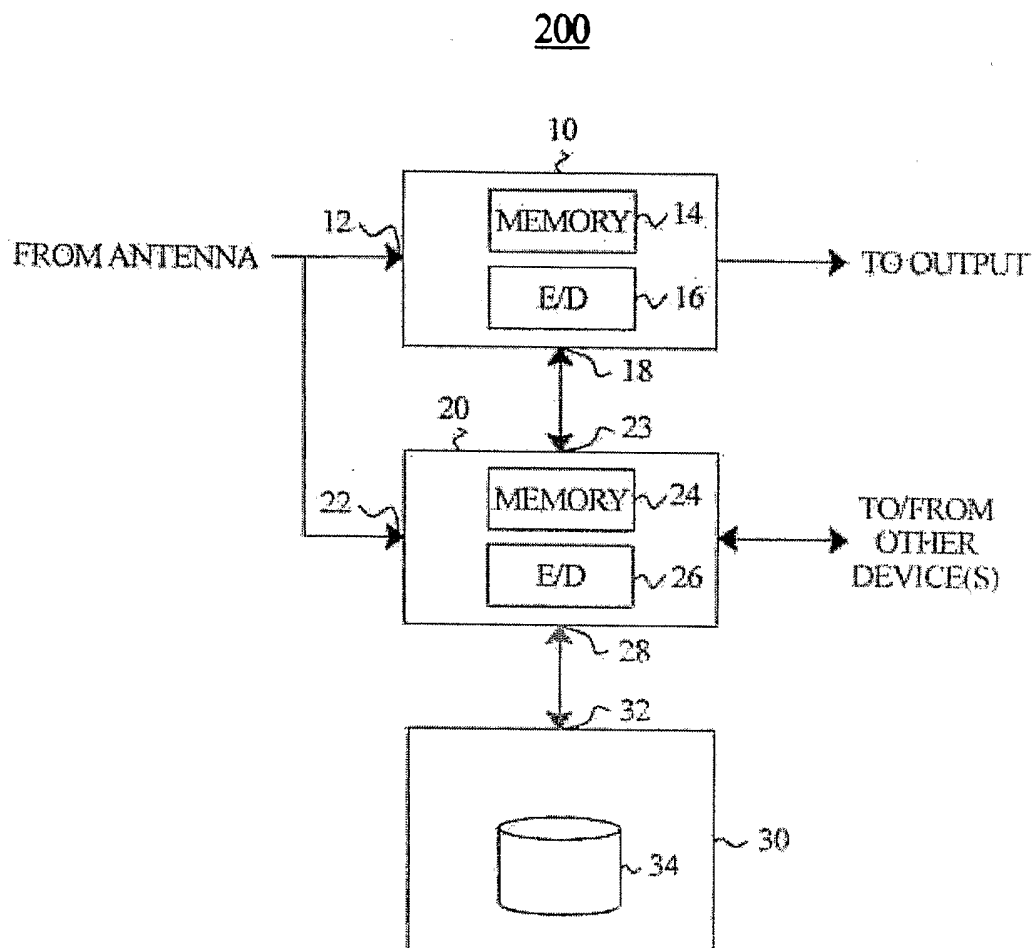 200
10
12
MEMORY
14
FROM ANTENNA
TO OUTPUT
E/D
16
18
20
23
22
MEMORY
24
TO/FROM
OTHER
DEVICE(S)
E/D
26
28
32
30
34